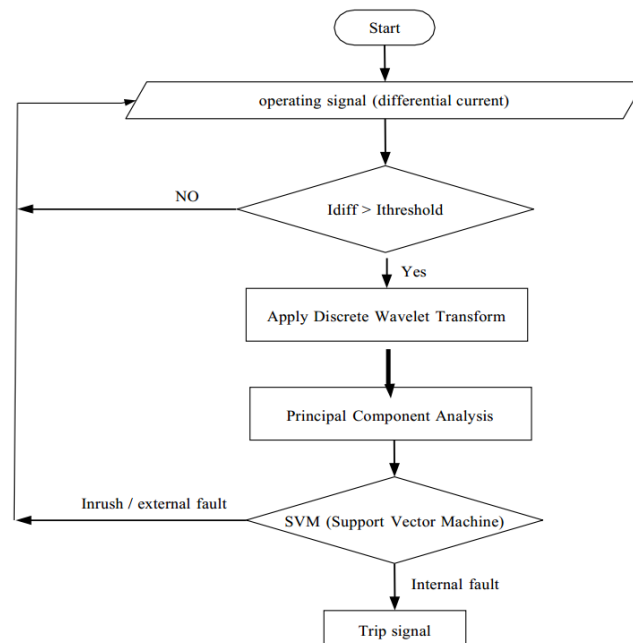 Start
operating signal (differential current)
NO
Idiff > Ithreshold
Yes
Apply Discrete Wavelet Transform
Principal Component Analysis
Inrush / external fault
SVM (Support Vector Machine)
Internal fault
Trip signal